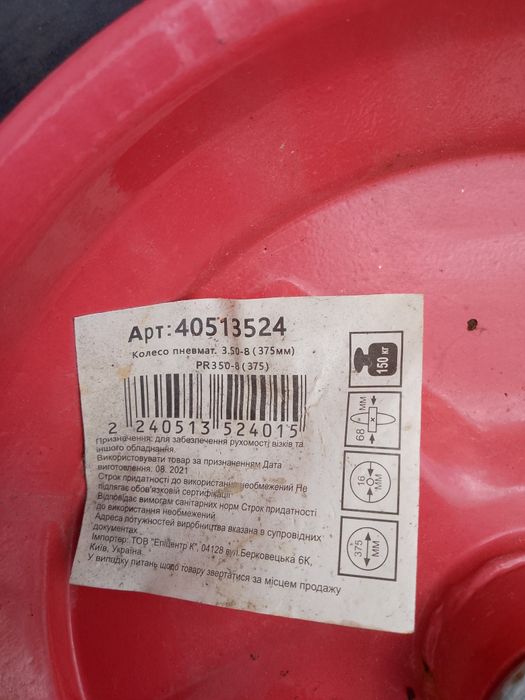 Арт:40513524
Колесо пневмат. 3.50-8 (375мм)
PR350-8 (375)
2 240513 524015
Призначення: для забезпечення рухомості візків та
іншого обладнання.
Використовувати товар за призначенням Дата
виготовлення. 08. 2021
Строк придатності до використання необмежений Не
підлягає обов'язковій сертифікації
Відповідає вимогам санітарних норм Строк придатності
до використання необмежений
Адреса потужностей виробництва вказана в супровідних
документах
Імпортер: ТОВ "Епіцентр К", 04128 вул.Берковецька 6К,
Київ, Україна.
У випадку питань щодо товару звертатися за місцем продажу
150 кг
68 мм
16 мм
375 мм